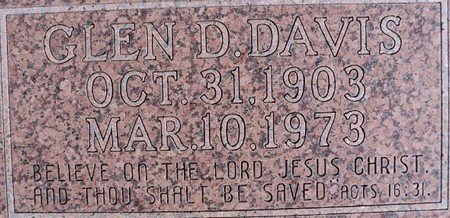 GLEN D. DAVIS
OCT. 31, 1903
MAR. 10, 1973
"BELIEVE ON THE LORD JESUS CHRIST,
AND THOU SHALT BE SAVED" ACTS 16:31.